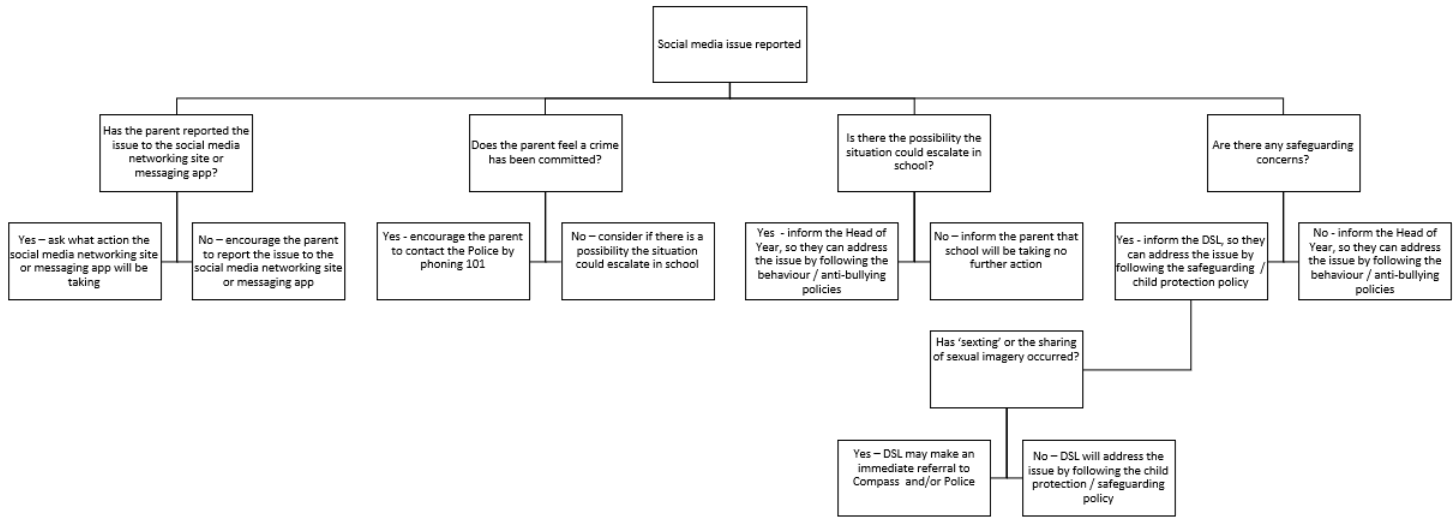 Social media issue reported
Has the parent reported the
issue to the social media
networking site or
messaging app?
Does the parent feel a crime
has been committed?
Is there the possibility the
situation could escalate in
school?
Are there any safeguarding
concerns?
Yes – ask what action the
social media networking site
or messaging app will be
taking
No – encourage the parent
to report the issue to the
social media networking site
or messaging app
Yes - encourage the parent
to contact the Police by
phoning 101
No – consider if there is a
possibility the situation
could escalate in school
Yes  - inform the Head of
Year, so they can address
the issue by following the
behaviour / anti-bullying
policies
No – inform the parent that
school will be taking no
further action
Yes - inform the DSL, so they
can address the issue by
following the safeguarding  /
child protection policy
No - inform the Head of
Year, so they can address
the issue by following the
behaviour / anti-bullying
policies
Has ‘sexting’ or the sharing
of sexual imagery occurred?
Yes – DSL may make an
immediate referral to
Compass  and/or Police
No – DSL will address the
issue by following the child
protection / safeguarding
policy